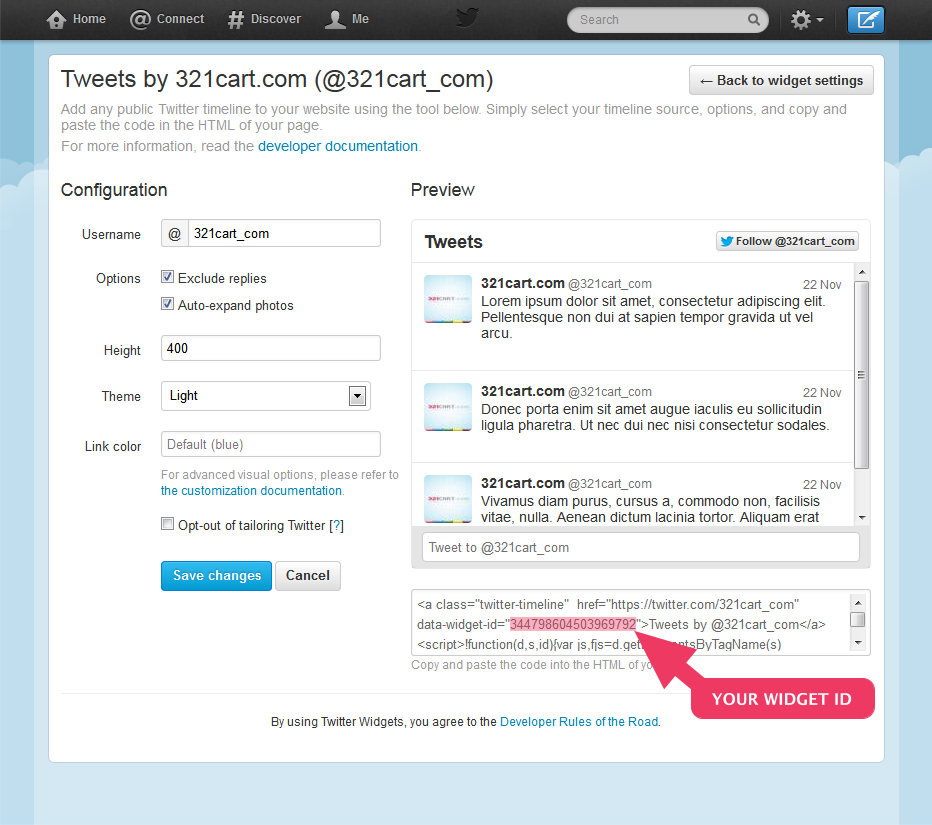 Home
Connect
Discover
Me
Search
Tweets by 321cart.com (@321cart_com)
← Back to widget settings
Add any public Twitter timeline to your website using the tool below. Simply select your timeline source, options, and copy and
paste the code in the HTML of your page.
For more information, read the developer documentation.
Configuration
Username
@
321cart_com
Options
Exclude replies
Auto-expand photos
Height
400
Theme
Light
Link color
Default (blue)
For advanced visual options, please refer to
the customization documentation.
Opt-out of tailoring Twitter [?]
Save changes
Cancel
Preview
Tweets
Follow @321cart_com
321cart.com @321cart_com
22 Nov
Lorem ipsum dolor sit amet, consectetur adipiscing elit.
Pellentesque non dui at sapien tempor gravida ut vel
arcu.
321cart.com @321cart_com
22 Nov
Donec porta enim sit amet augue iaculis eu sollicitudin
ligula pharetra. Ut nec dui nec nisi consectetur sodales.
321cart.com @321cart_com
22 Nov
Vivamus diam purus, cursus a, commodo non, facilisis
vitae, nulla. Aenean dictum lacinia tortor. Aliquam erat
Tweet to @321cart_com
<a class="twitter-timeline" href="https://twitter.com/321cart_com"
data-widget-id="344798604503969792">Tweets by @321cart_com</a>
<script>!function(d,s,id){var js,fjs=d.get
Copy and paste the code into the HTML of
YOUR WIDGET ID
By using Twitter Widgets, you agree to the Developer Rules of the Road.